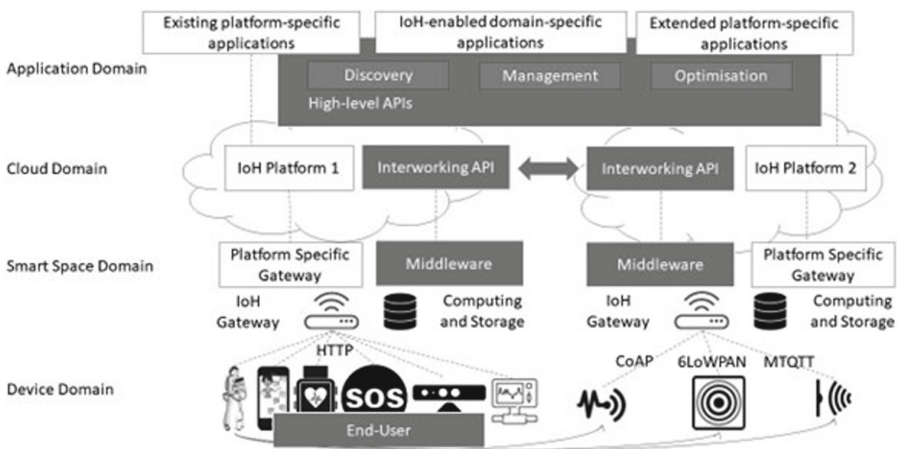 Existing platform-specific
applications
IoH-enabled domain-specific
applications
Extended platform-specific
applications
Application Domain
Discovery
Management
Optimisation
High-level APIs
Cloud Domain
IoH Platform 1
Interworking API
Interworking API
IoH Platform 2
Smart Space Domain
Platform Specific
Gateway
Middleware
Middleware
Platform Specific
Gateway
IoH
Gateway
Computing
and Storage
IoH
Gateway
Computing
and Storage
HTTP
CoAP
6LoWPAN
MTQTT
Device Domain
SOS
End-User